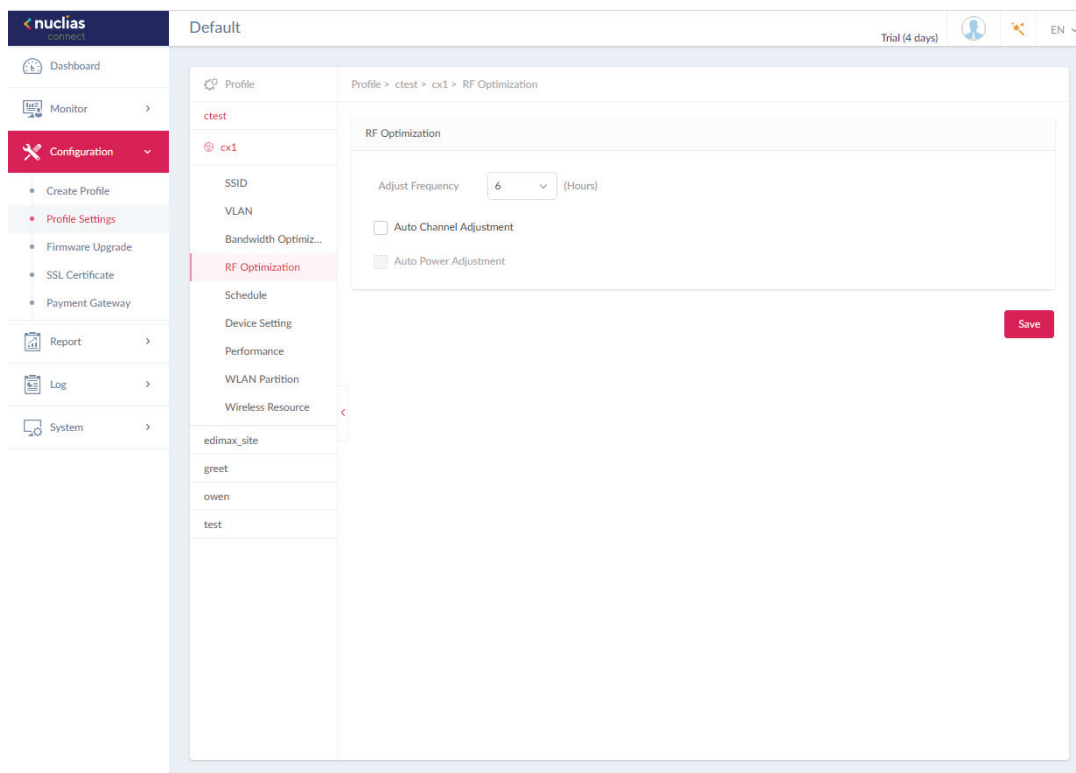 nuclias
connect
Default
Trial (4 days)
EN
Dashboard
Monitor
Configuration
Create Profile
Profile Settings
Firmware Upgrade
SSL Certificate
Payment Gateway
Report
Log
System
Profile
ctest
cx1
SSID
VLAN
Bandwidth Optimiz...
RF Optimization
Schedule
Device Setting
Performance
WLAN Partition
Wireless Resource
edimax_site
greet
owen
test
Profile > ctest > cx1 > RF Optimization
RF Optimization
Adjust Frequency 6 (Hours)
Auto Channel Adjustment
Auto Power Adjustment
Save